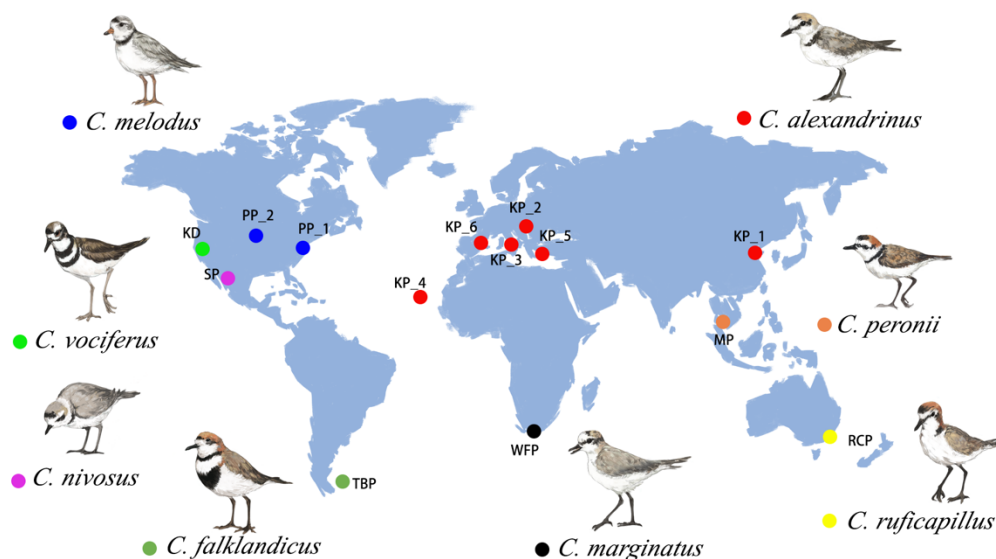 C. melodus
C. alexandrinus
PP_2
PP_1
KD
SP
KP_2
KP_6
KP_5
KP_3
KP_1
KP_4
C. vociferus
MP
C. peronii
WFP
RCP
C. nivosus
TBP
C. falklandicus
C. marginatus
C. ruficapillus